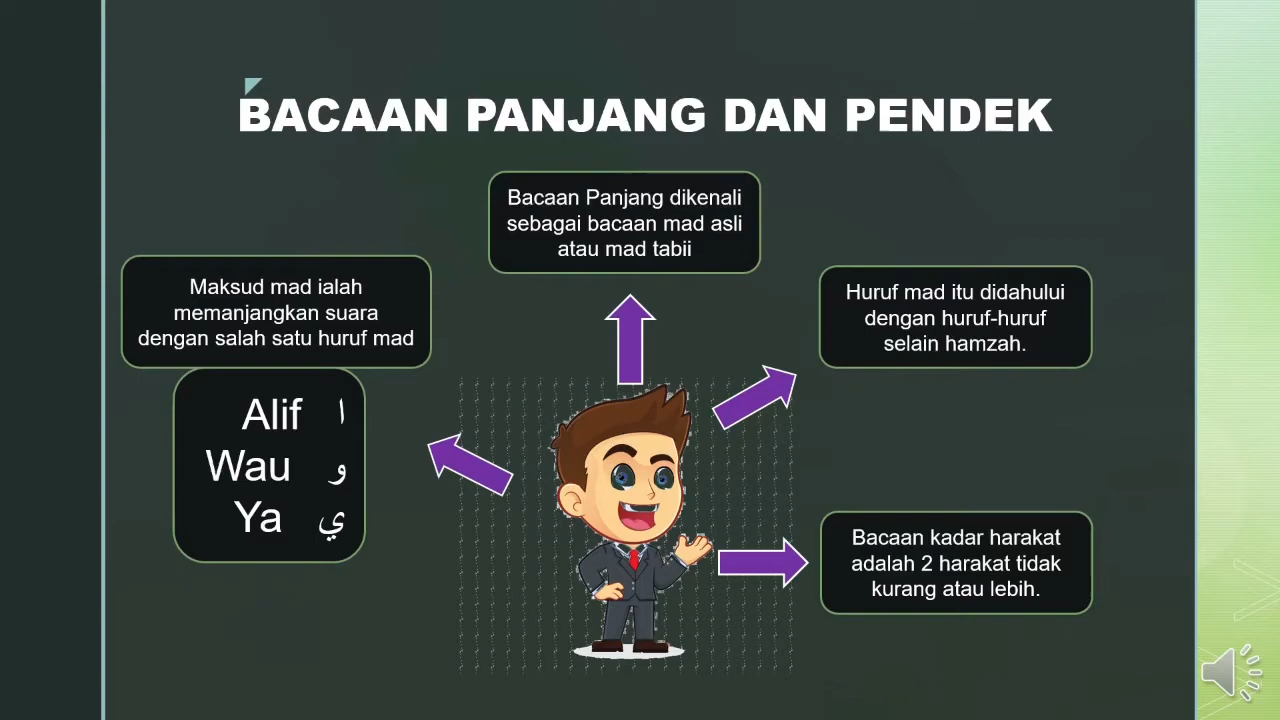 BACAAN PANJANG DAN PENDEK
Bacaan Panjang dikenali
sebagai bacaan mad asli
atau mad tabii
Maksud mad ialah
memanjangkan suara
dengan salah satu huruf mad
Alif ا
Wau و
Ya ي
Huruf mad itu didahului
dengan huruf-huruf
selain hamzah.
Bacaan kadar harakat
adalah 2 harakat tidak
kurang atau lebih.